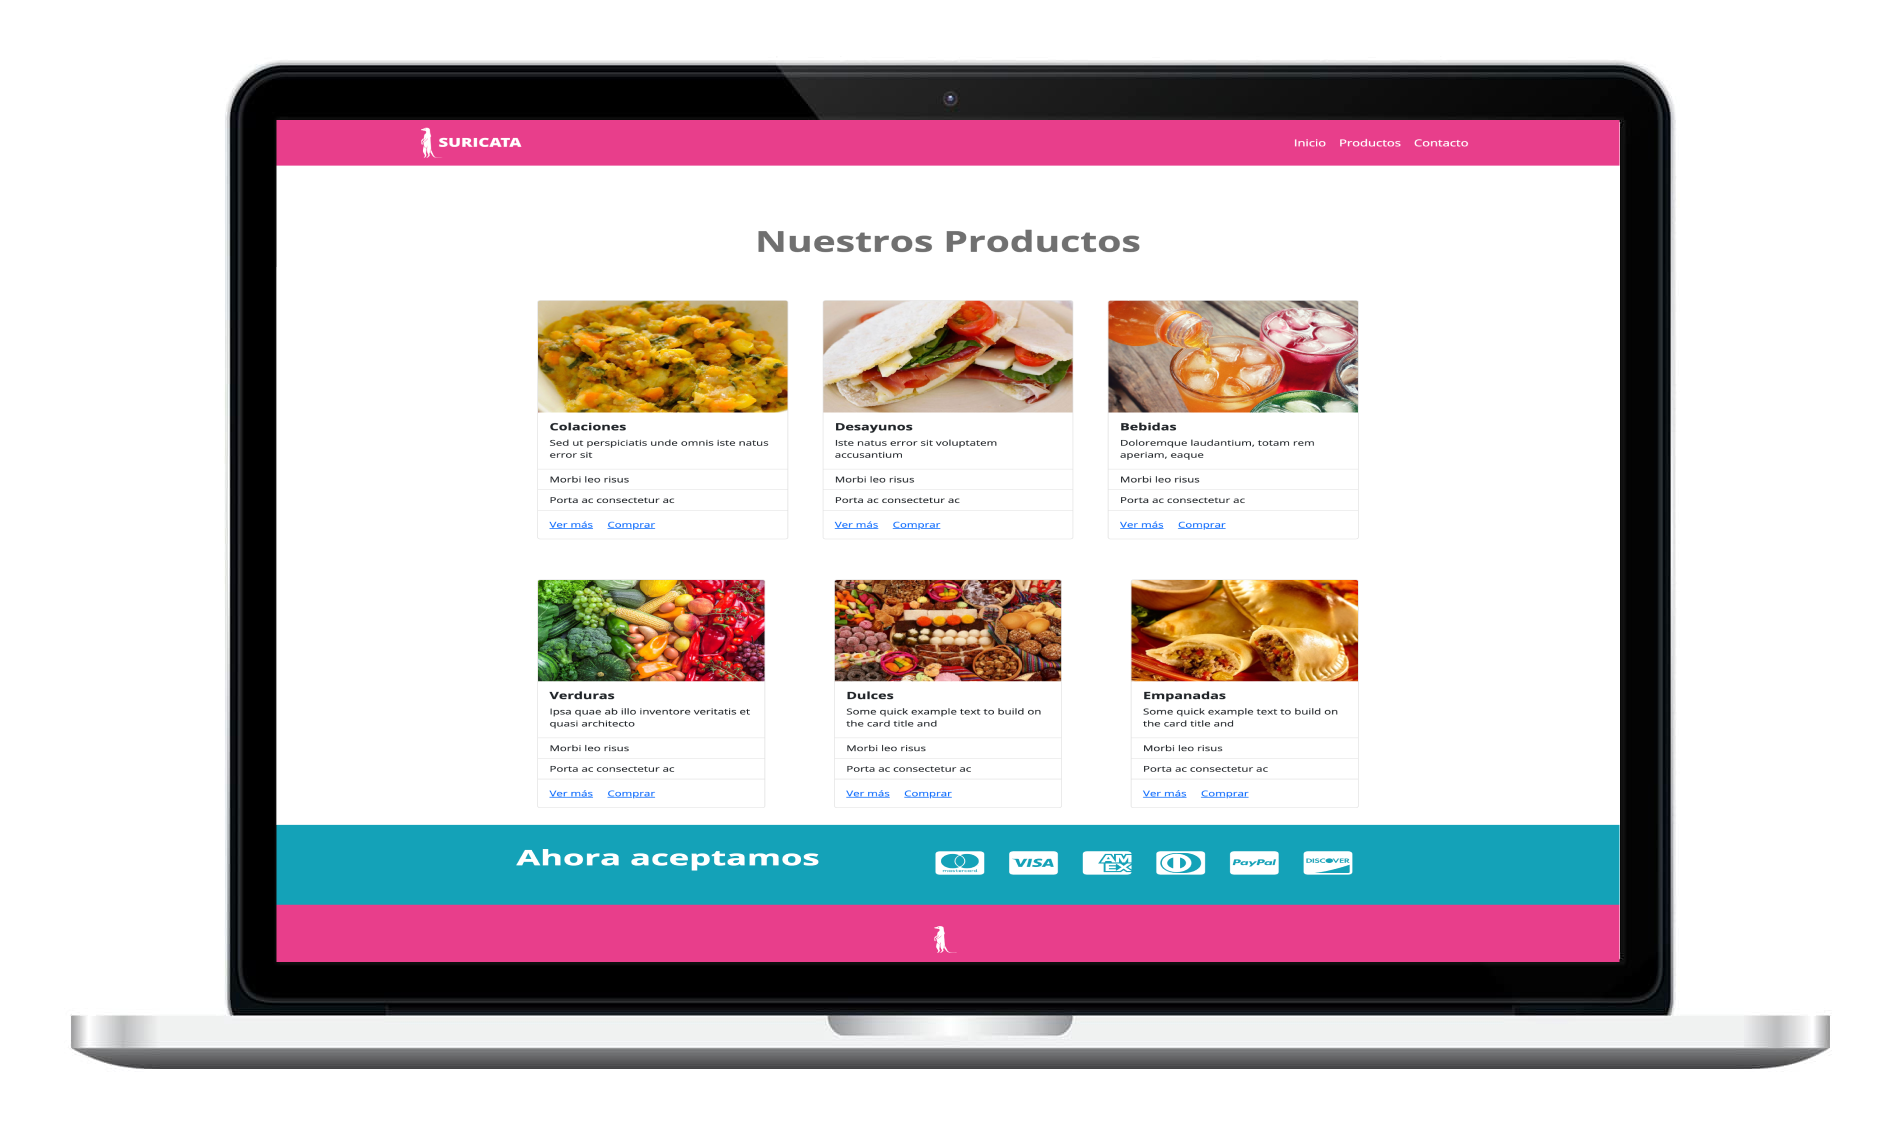 SURICATA
Inicio Productos Contacto
Nuestros Productos
Colaciones
Sed ut perspiciatis unde omnis iste natus
error sit
Morbi leo risus
Porta ac consectetur ac
Ver más Comprar
Desayunos
Iste natus error sit voluptatem
accusantium
Morbi leo risus
Porta ac consectetur ac
Ver más Comprar
Bebidas
Doloremque laudantium, totam rem
aperiam, eaque
Morbi leo risus
Porta ac consectetur ac
Ver más Comprar
Verduras
Ipsa quae ab illo inventore veritatis et
quasi architecto
Morbi leo risus
Porta ac consectetur ac
Ver más Comprar
Dulces
Some quick example text to build on
the card title and
Morbi leo risus
Porta ac consectetur ac
Ver más Comprar
Empanadas
Some quick example text to build on
the card title and
Morbi leo risus
Porta ac consectetur ac
Ver más Comprar
Ahora aceptamos
mastercard
VISA
AM
EX
PayPal
DISCOVER